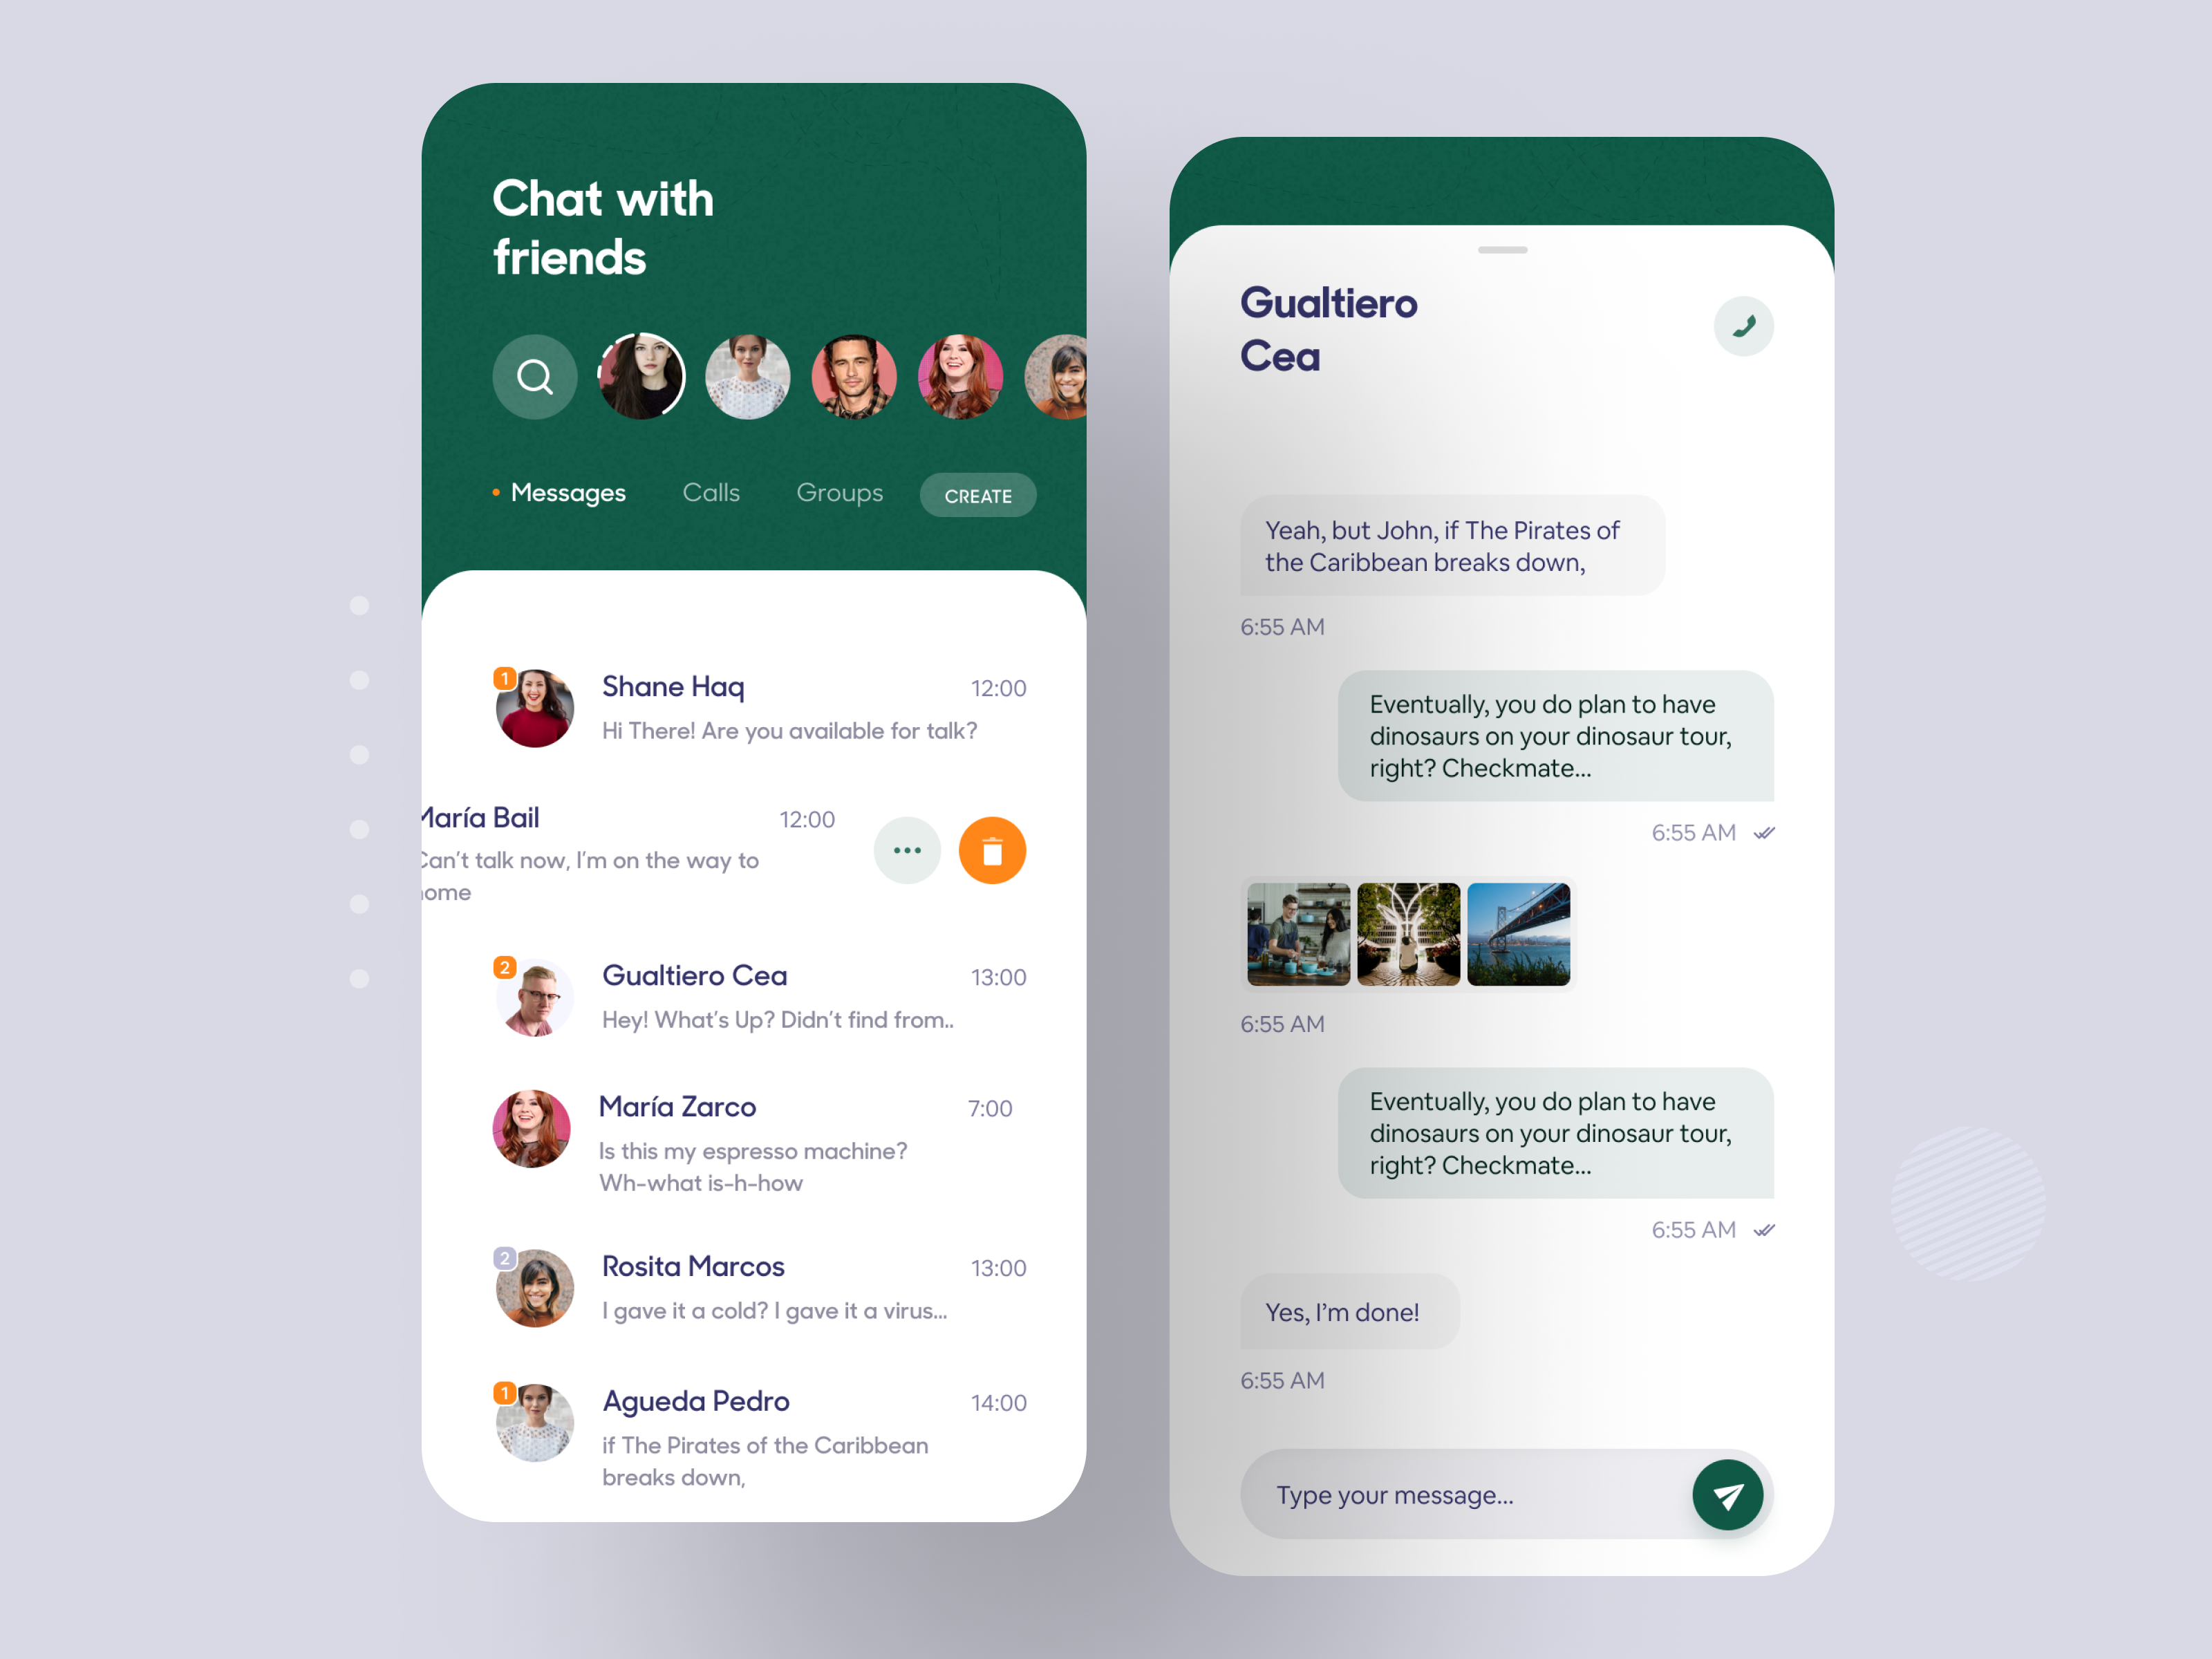 Chat with
friends
Messages
Calls
Groups
CREATE
1
Shane Haq
12:00
Hi There! Are you available for talk?
María Bail
12:00
Can't talk now, I'm on the way to
home
2
Gualtiero Cea
13:00
Hey! What's Up? Didn't find from..
María Zarco
7:00
Is this my espresso machine?
Wh-what is-h-how
2
Rosita Marcos
13:00
I gave it a cold? I gave it a virus...
1
Agueda Pedro
14:00
if The Pirates of the Caribbean
breaks down,
Gualtiero
Cea
Yeah, but John, if The Pirates of
the Caribbean breaks down,
6:55 AM
Eventually, you do plan to have
dinosaurs on your dinosaur tour,
right? Checkmate...
6:55 AM
6:55 AM
Eventually, you do plan to have
dinosaurs on your dinosaur tour,
right? Checkmate...
6:55 AM
Yes, I'm done!
6:55 AM
Type your message...